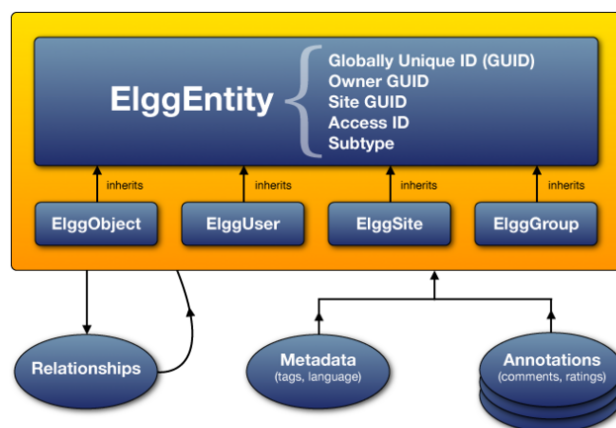 ElggEntity
Globally Unique ID (GUID)
Owner GUID
Site GUID
Access ID
Subtype
inherits
inherits
inherits
inherits
ElggObject
ElggUser
ElggSite
ElggGroup
Relationships
Metadata
(tags, language)
Annotations
(comments, ratings)